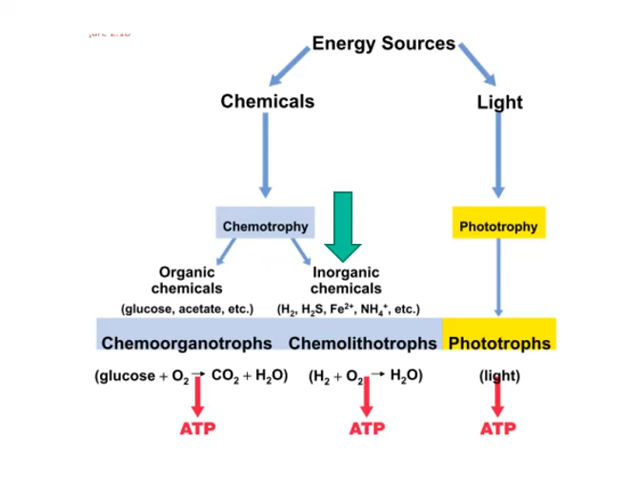 Energy Sources
Chemicals
Light
Chemotrophy
Phototrophy
Organic
chemicals
(glucose, acetate, etc.)
Inorganic
chemicals
(H₂, H₂S, Fe²⁺, NH₄⁺, etc.)
Chemoorganotrophs
Chemolithotrophs
Phototrophs
(glucose + O₂ → CO₂ + H₂O)
(H₂ + O₂ → H₂O)
(light)
ATP
ATP
ATP